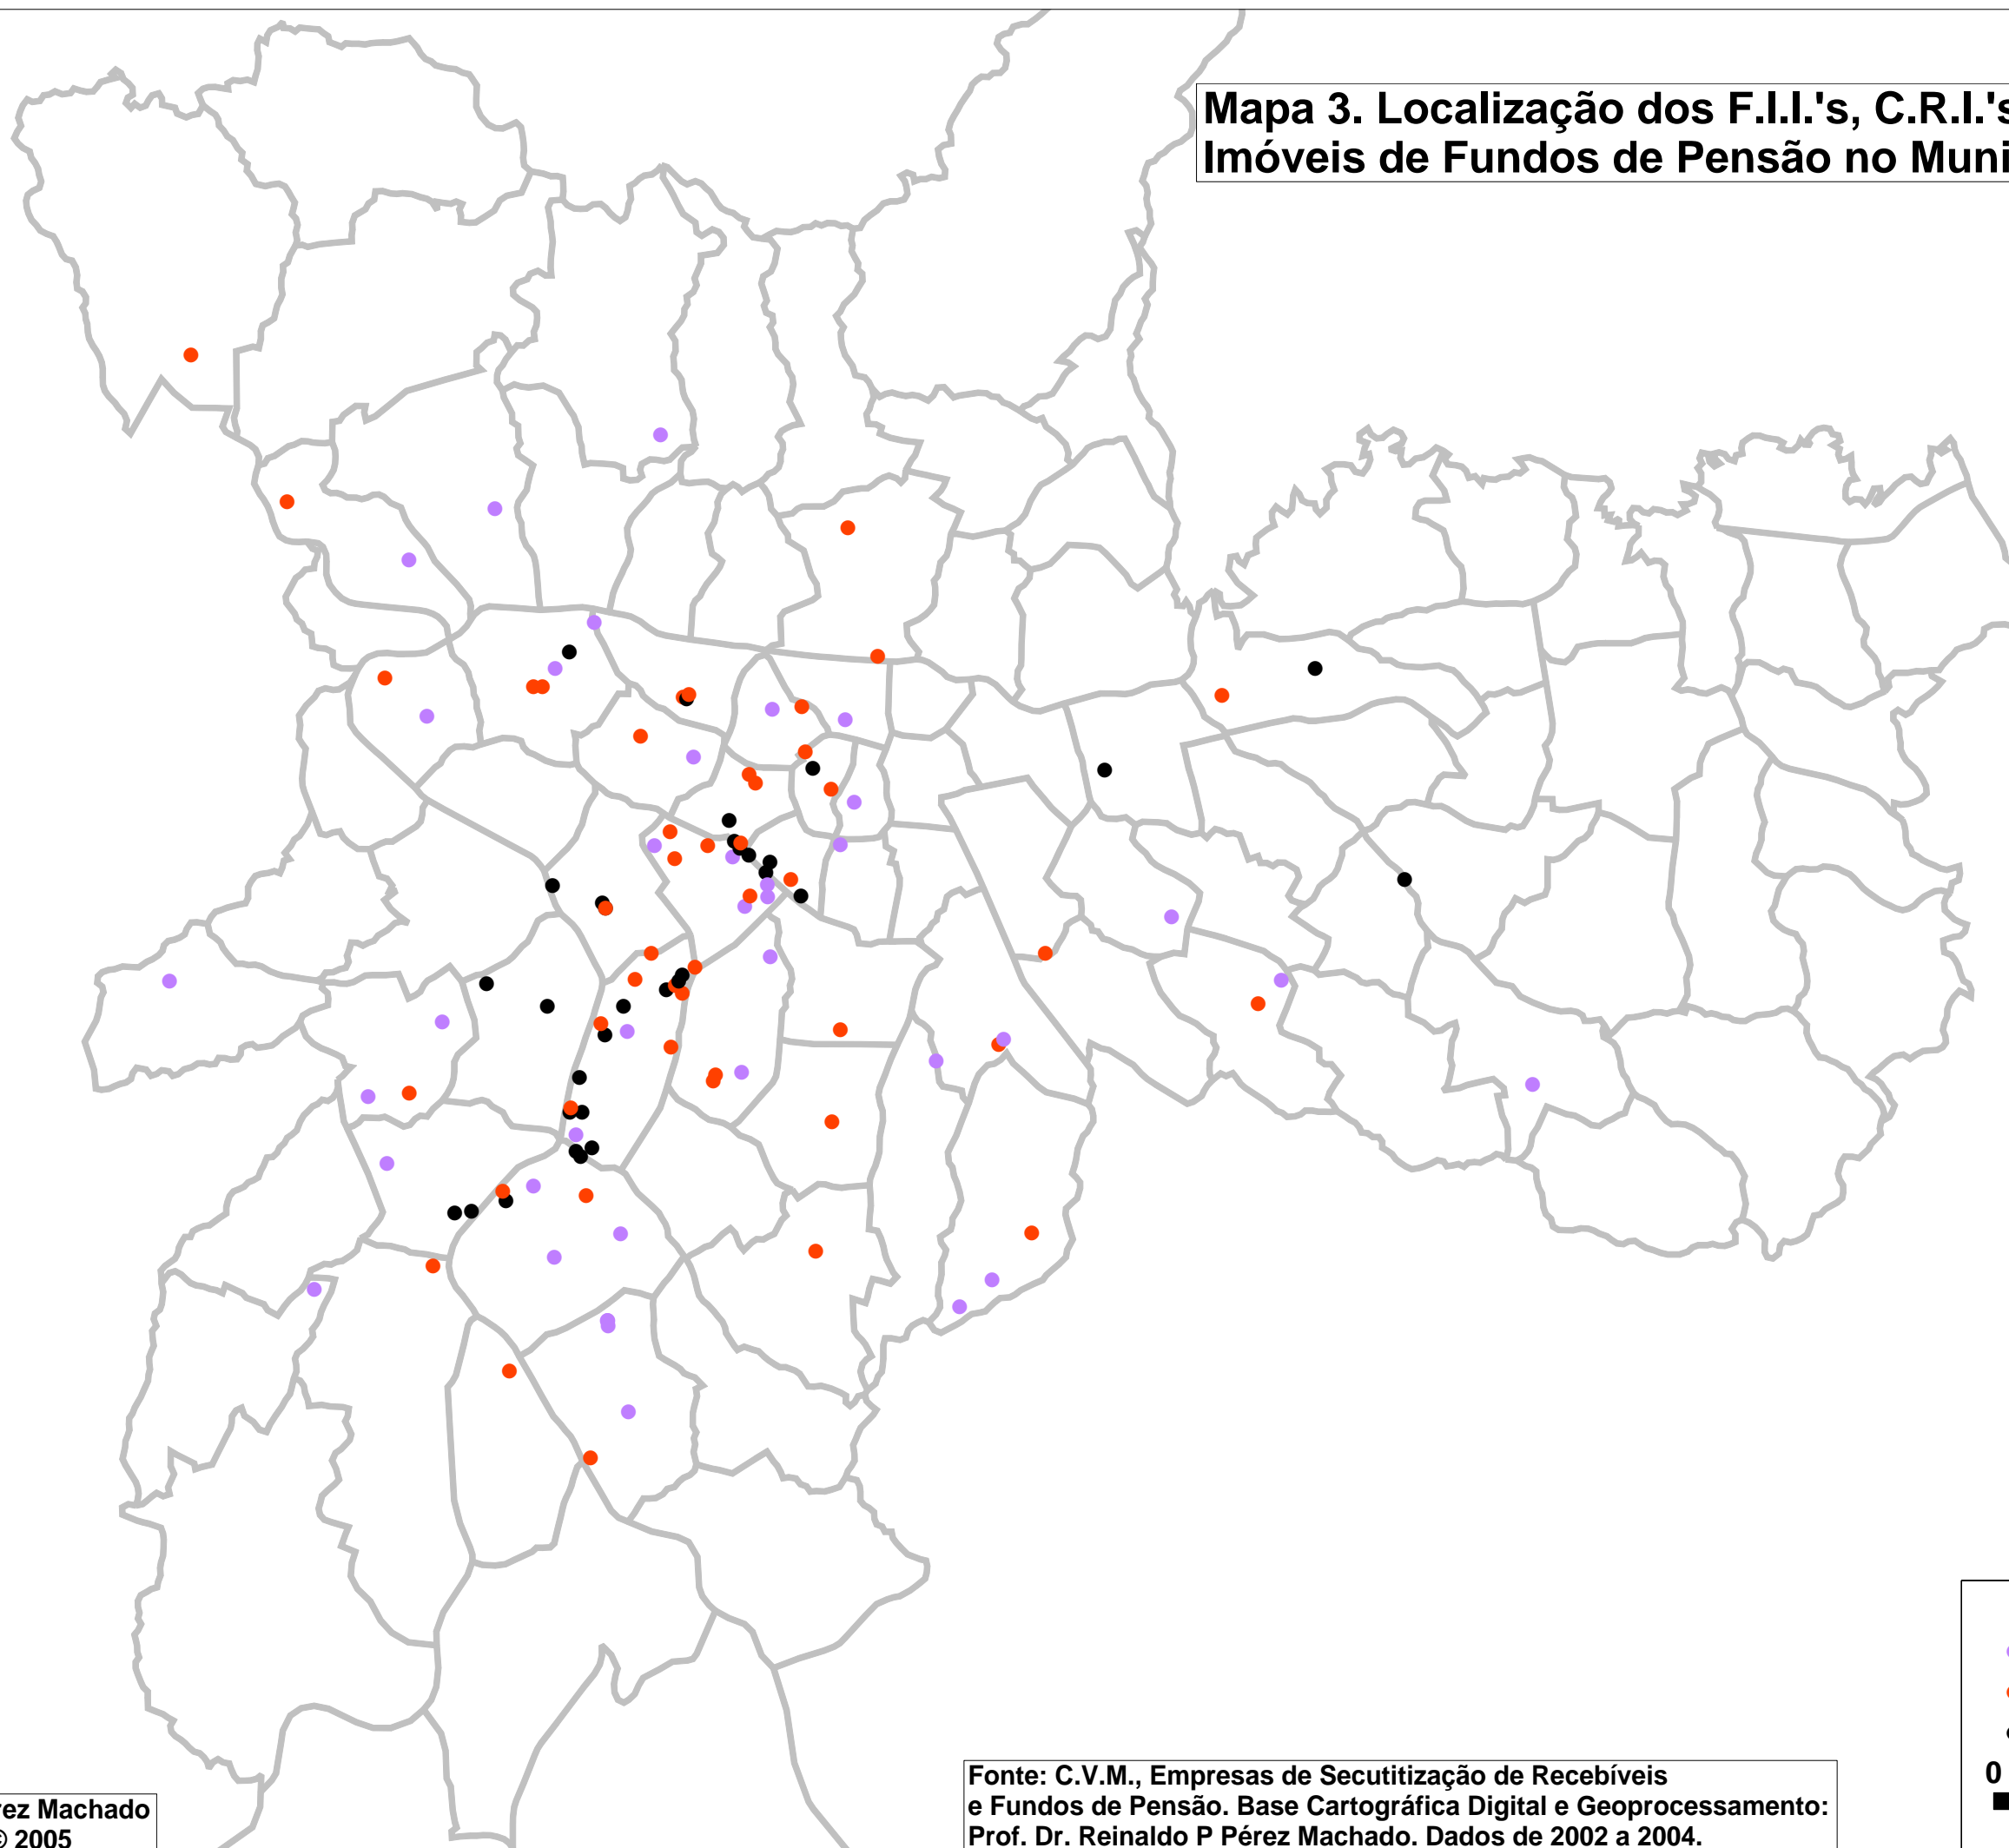 Mapa 3. Localização dos F.I.I.'s, C.R.I.'s
Imóveis de Fundos de Pensão no Muni
0
Fonte: C.V.M., Empresas de Secutitização de Recebíveis
e Fundos de Pensão. Base Cartográfica Digital e Geoprocessamento:
Prof. Dr. Reinaldo P Pérez Machado. Dados de 2002 a 2004.
rez Machado
© 2005